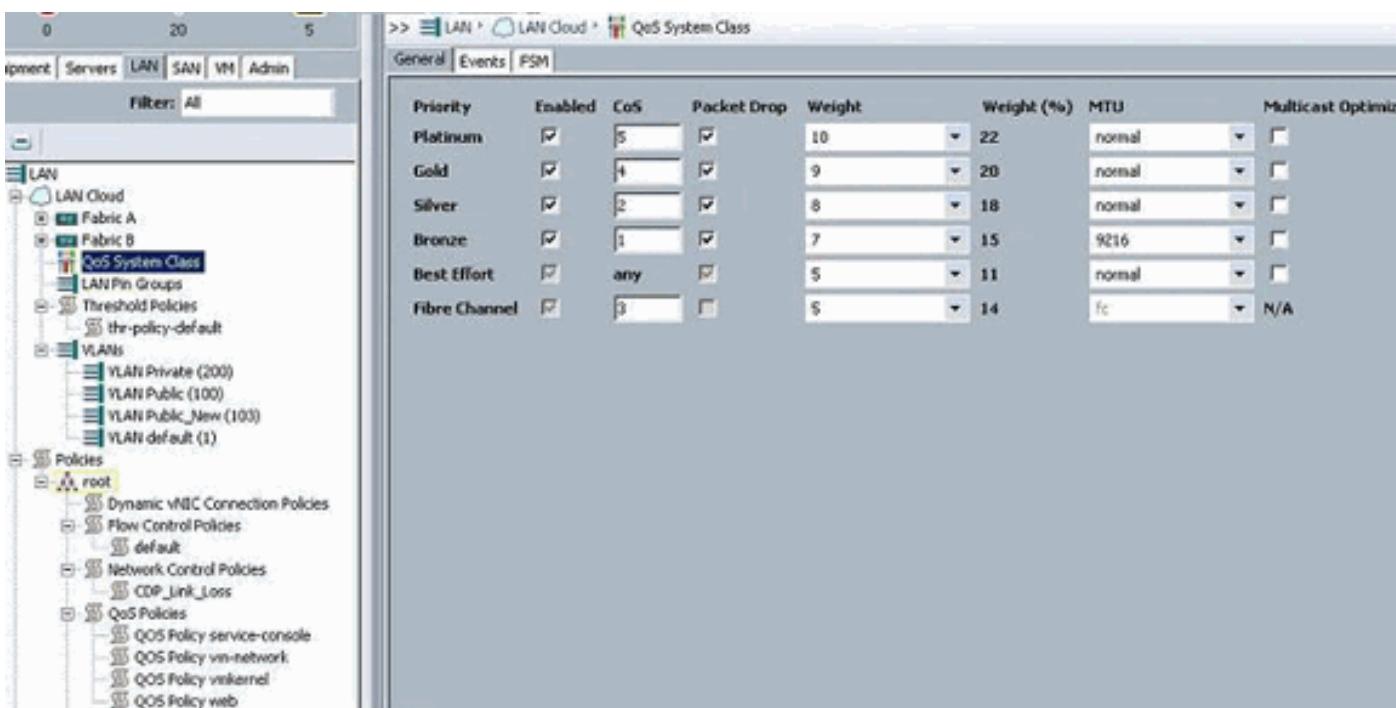 0 20 5
>> LAN LAN Cloud QoS System Class
Servers LAN SAN VM Admin
General Events FSM
Filter: All
Priority Enabled CoS Packet Drop Weight Weight (%) MTU Multicast Optimiz
Platinum 5 10 22 normal
Gold 4 9 20 normal
Silver 2 8 18 normal
Bronze 1 7 15 9216
Best Effort any 5 11 normal
Fibre Channel 3 5 14 fc N/A
LAN
LAN Cloud
Fabric A
Fabric B
QoS System Class
LAN Pin Groups
Threshold Policies
thr-policy-default
VLANs
VLAN Private (200)
VLAN Public (100)
VLAN Public_New (103)
VLAN default (1)
Policies
root
Dynamic vNIC Connection Policies
Flow Control Policies
default
Network Control Policies
CDP_Link_Loss
QoS Policies
QOS Policy service-console
QOS Policy vm-network
QOS Policy vmkernel
QOS Policy web